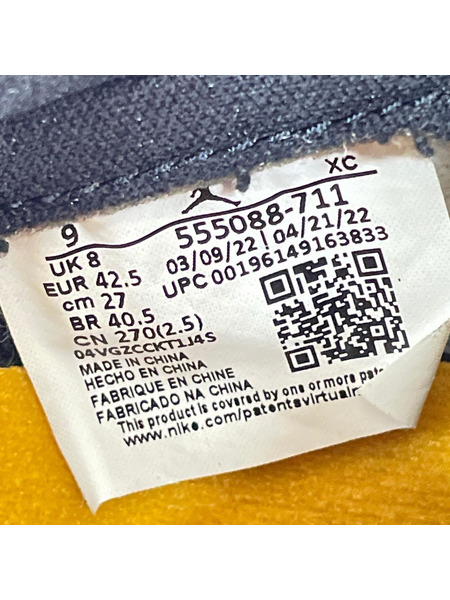 XC
9
555088-711
UK 8
03/09/22 | 04/21/22
EUR 42.5
UPC 00196149163833
cm 27
BR 40.5
CN 270(2.5)
04VGZCCKTLJ4S
MADE IN CHINA
HECHO EN CHINA
FABRIQUE EN CHINE
FABRICADO NA CHINA
This product is covered by one or more
www.nike.com/patents